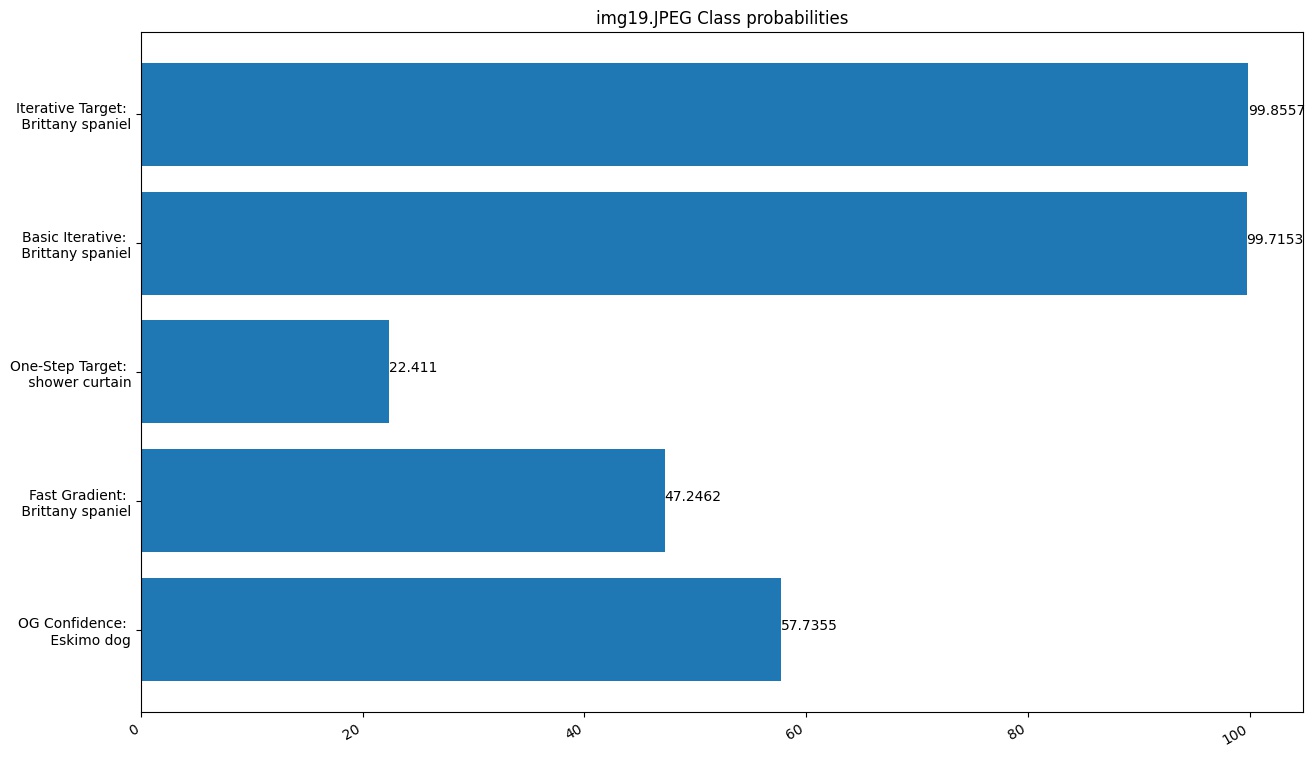 img19.JPEG Class probabilities
Iterative Target:
Brittany spaniel
99.8557
Basic Iterative:
Brittany spaniel
99.7153
One-Step Target:
shower curtain
22.411
Fast Gradient:
Brittany spaniel
47.2462
OG Confidence:
Eskimo dog
57.7355
0
20
40
60
80
100